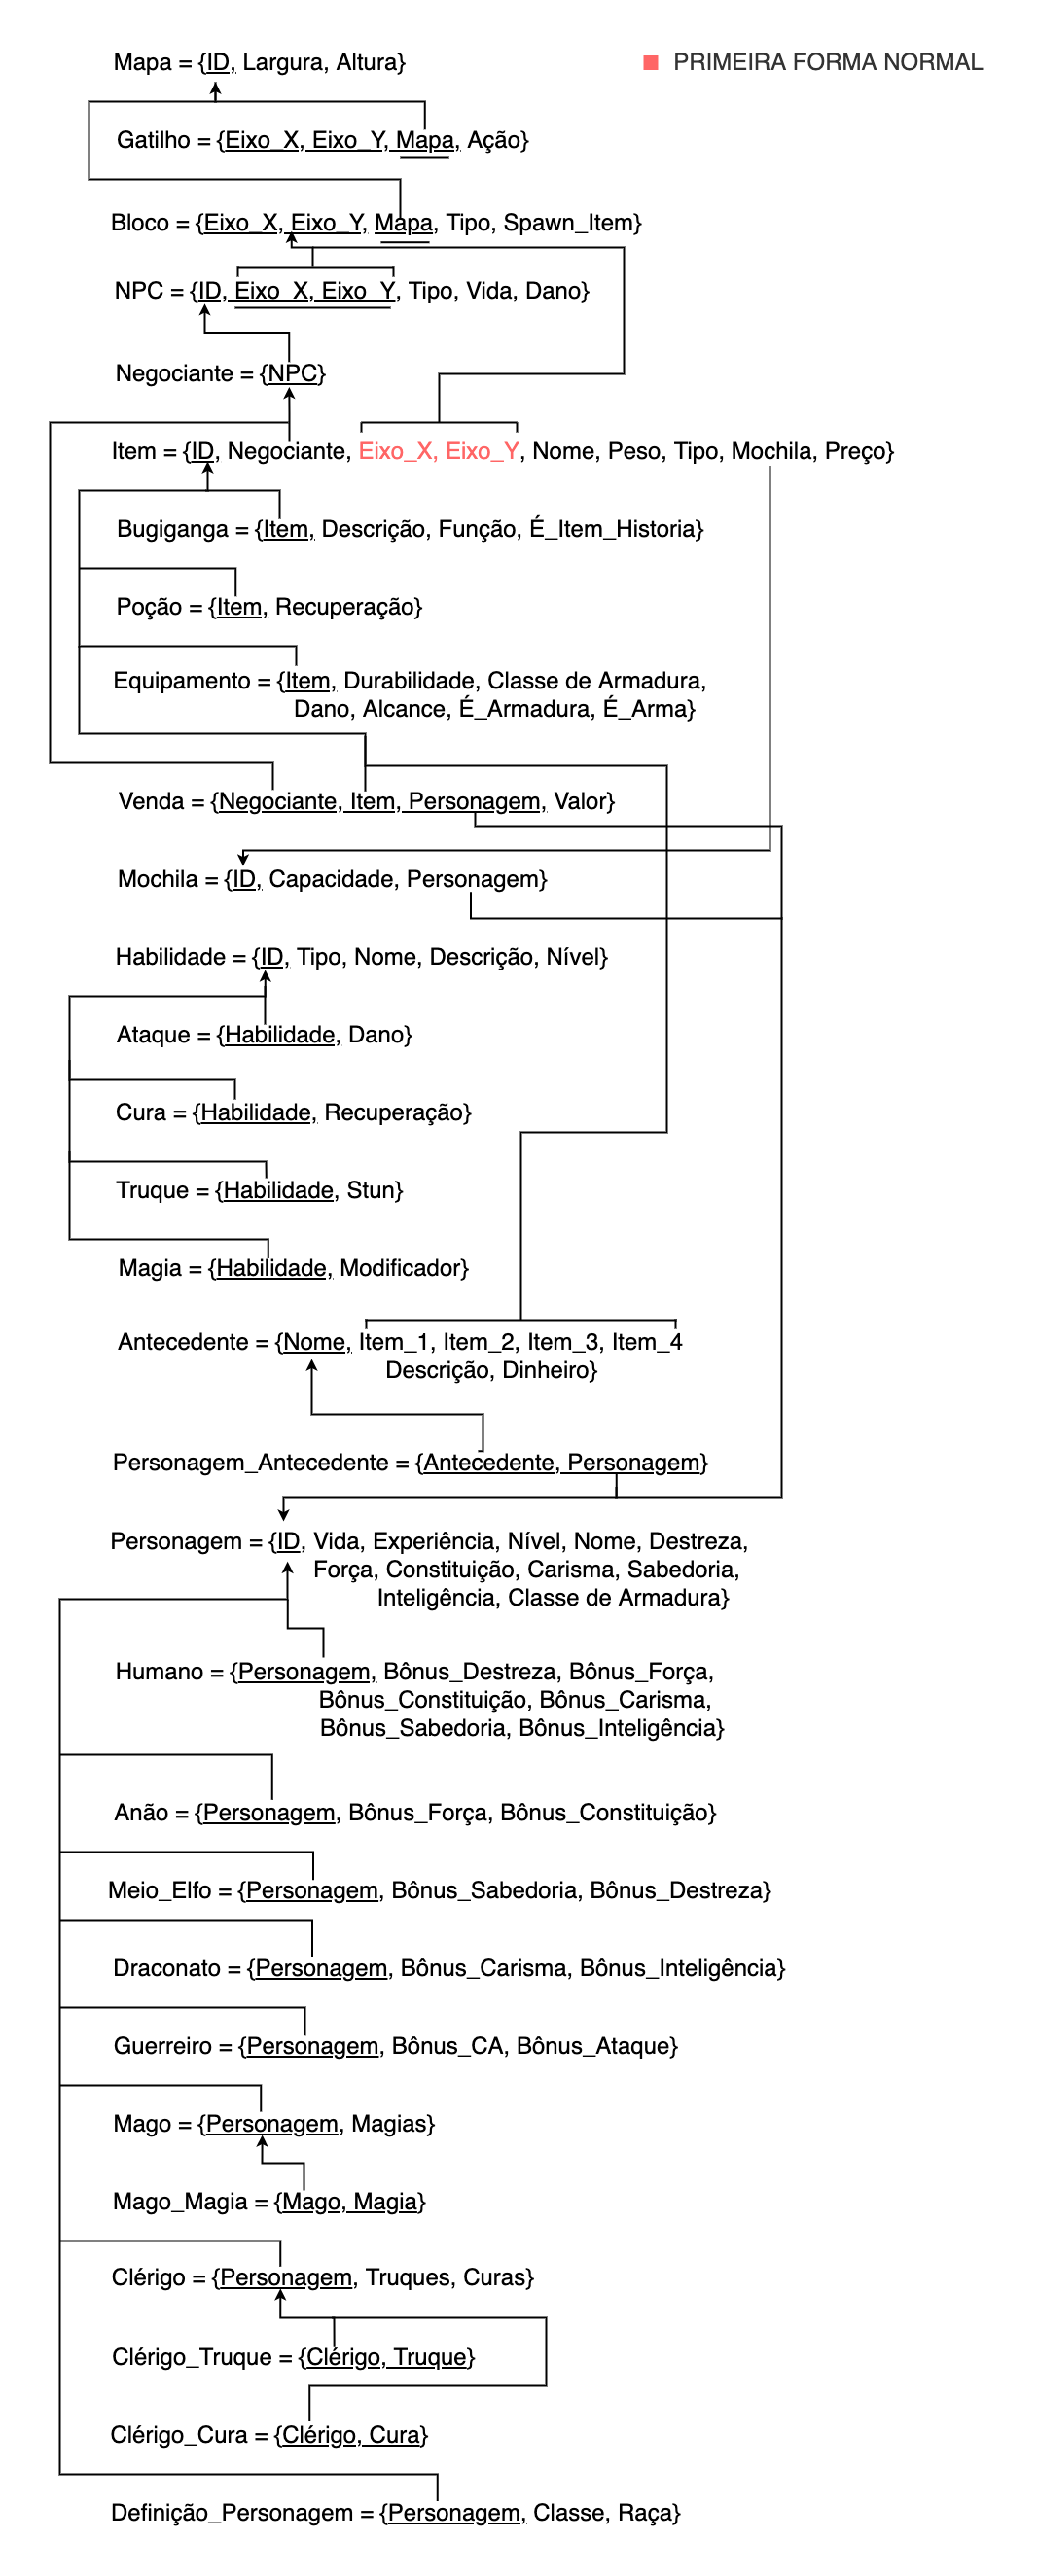 Mapa = {ID, Largura, Altura}
PRIMEIRA FORMA NORMAL
Gatilho = {Eixo_X, Eixo_Y, Mapa, Ação}
Bloco = {Eixo_X, Eixo_Y, Mapa, Tipo, Spawn_Item}
NPC = {ID, Eixo_X, Eixo_Y, Tipo, Vida, Dano}
Negociante = {NPC}
Item = {ID, Negociante, Eixo_X, Eixo_Y, Nome, Peso, Tipo, Mochila, Preço}
Bugiganga = {Item, Descrição, Função, É_Item_Historia}
Poção = {Item, Recuperação}
Equipamento = {Item, Durabilidade, Classe de Armadura,
Dano, Alcance, É_Armadura, É_Arma}
Venda = {Negociante, Item, Personagem, Valor}
Mochila = {ID, Capacidade, Personagem}
Habilidade = {ID, Tipo, Nome, Descrição, Nível}
Ataque = {Habilidade, Dano}
Cura = {Habilidade, Recuperação}
Truque = {Habilidade, Stun}
Magia = {Habilidade, Modificador}
Antecedente = {Nome, Item_1, Item_2, Item_3, Item_4
Descrição, Dinheiro}
Personagem_Antecedente = {Antecedente, Personagem}
Personagem = {ID, Vida, Experiência, Nível, Nome, Destreza,
Força, Constituição, Carisma, Sabedoria,
Inteligência, Classe de Armadura}
Humano = {Personagem, Bônus_Destreza, Bônus_Força,
Bônus_Constituição, Bônus_Carisma,
Bônus_Sabedoria, Bônus_Inteligência}
Anão = {Personagem, Bônus_Força, Bônus_Constituição}
Meio_Elfo = {Personagem, Bônus_Sabedoria, Bônus_Destreza}
Draconato = {Personagem, Bônus_Carisma, Bônus_Inteligência}
Guerreiro = {Personagem, Bônus_CA, Bônus_Ataque}
Mago = {Personagem, Magias}
Mago_Magia = {Mago, Magia}
Clérigo = {Personagem, Truques, Curas}
Clérigo_Truque = {Clérigo, Truque}
Clérigo_Cura = {Clérigo, Cura}
Definição_Personagem = {Personagem, Classe, Raça}